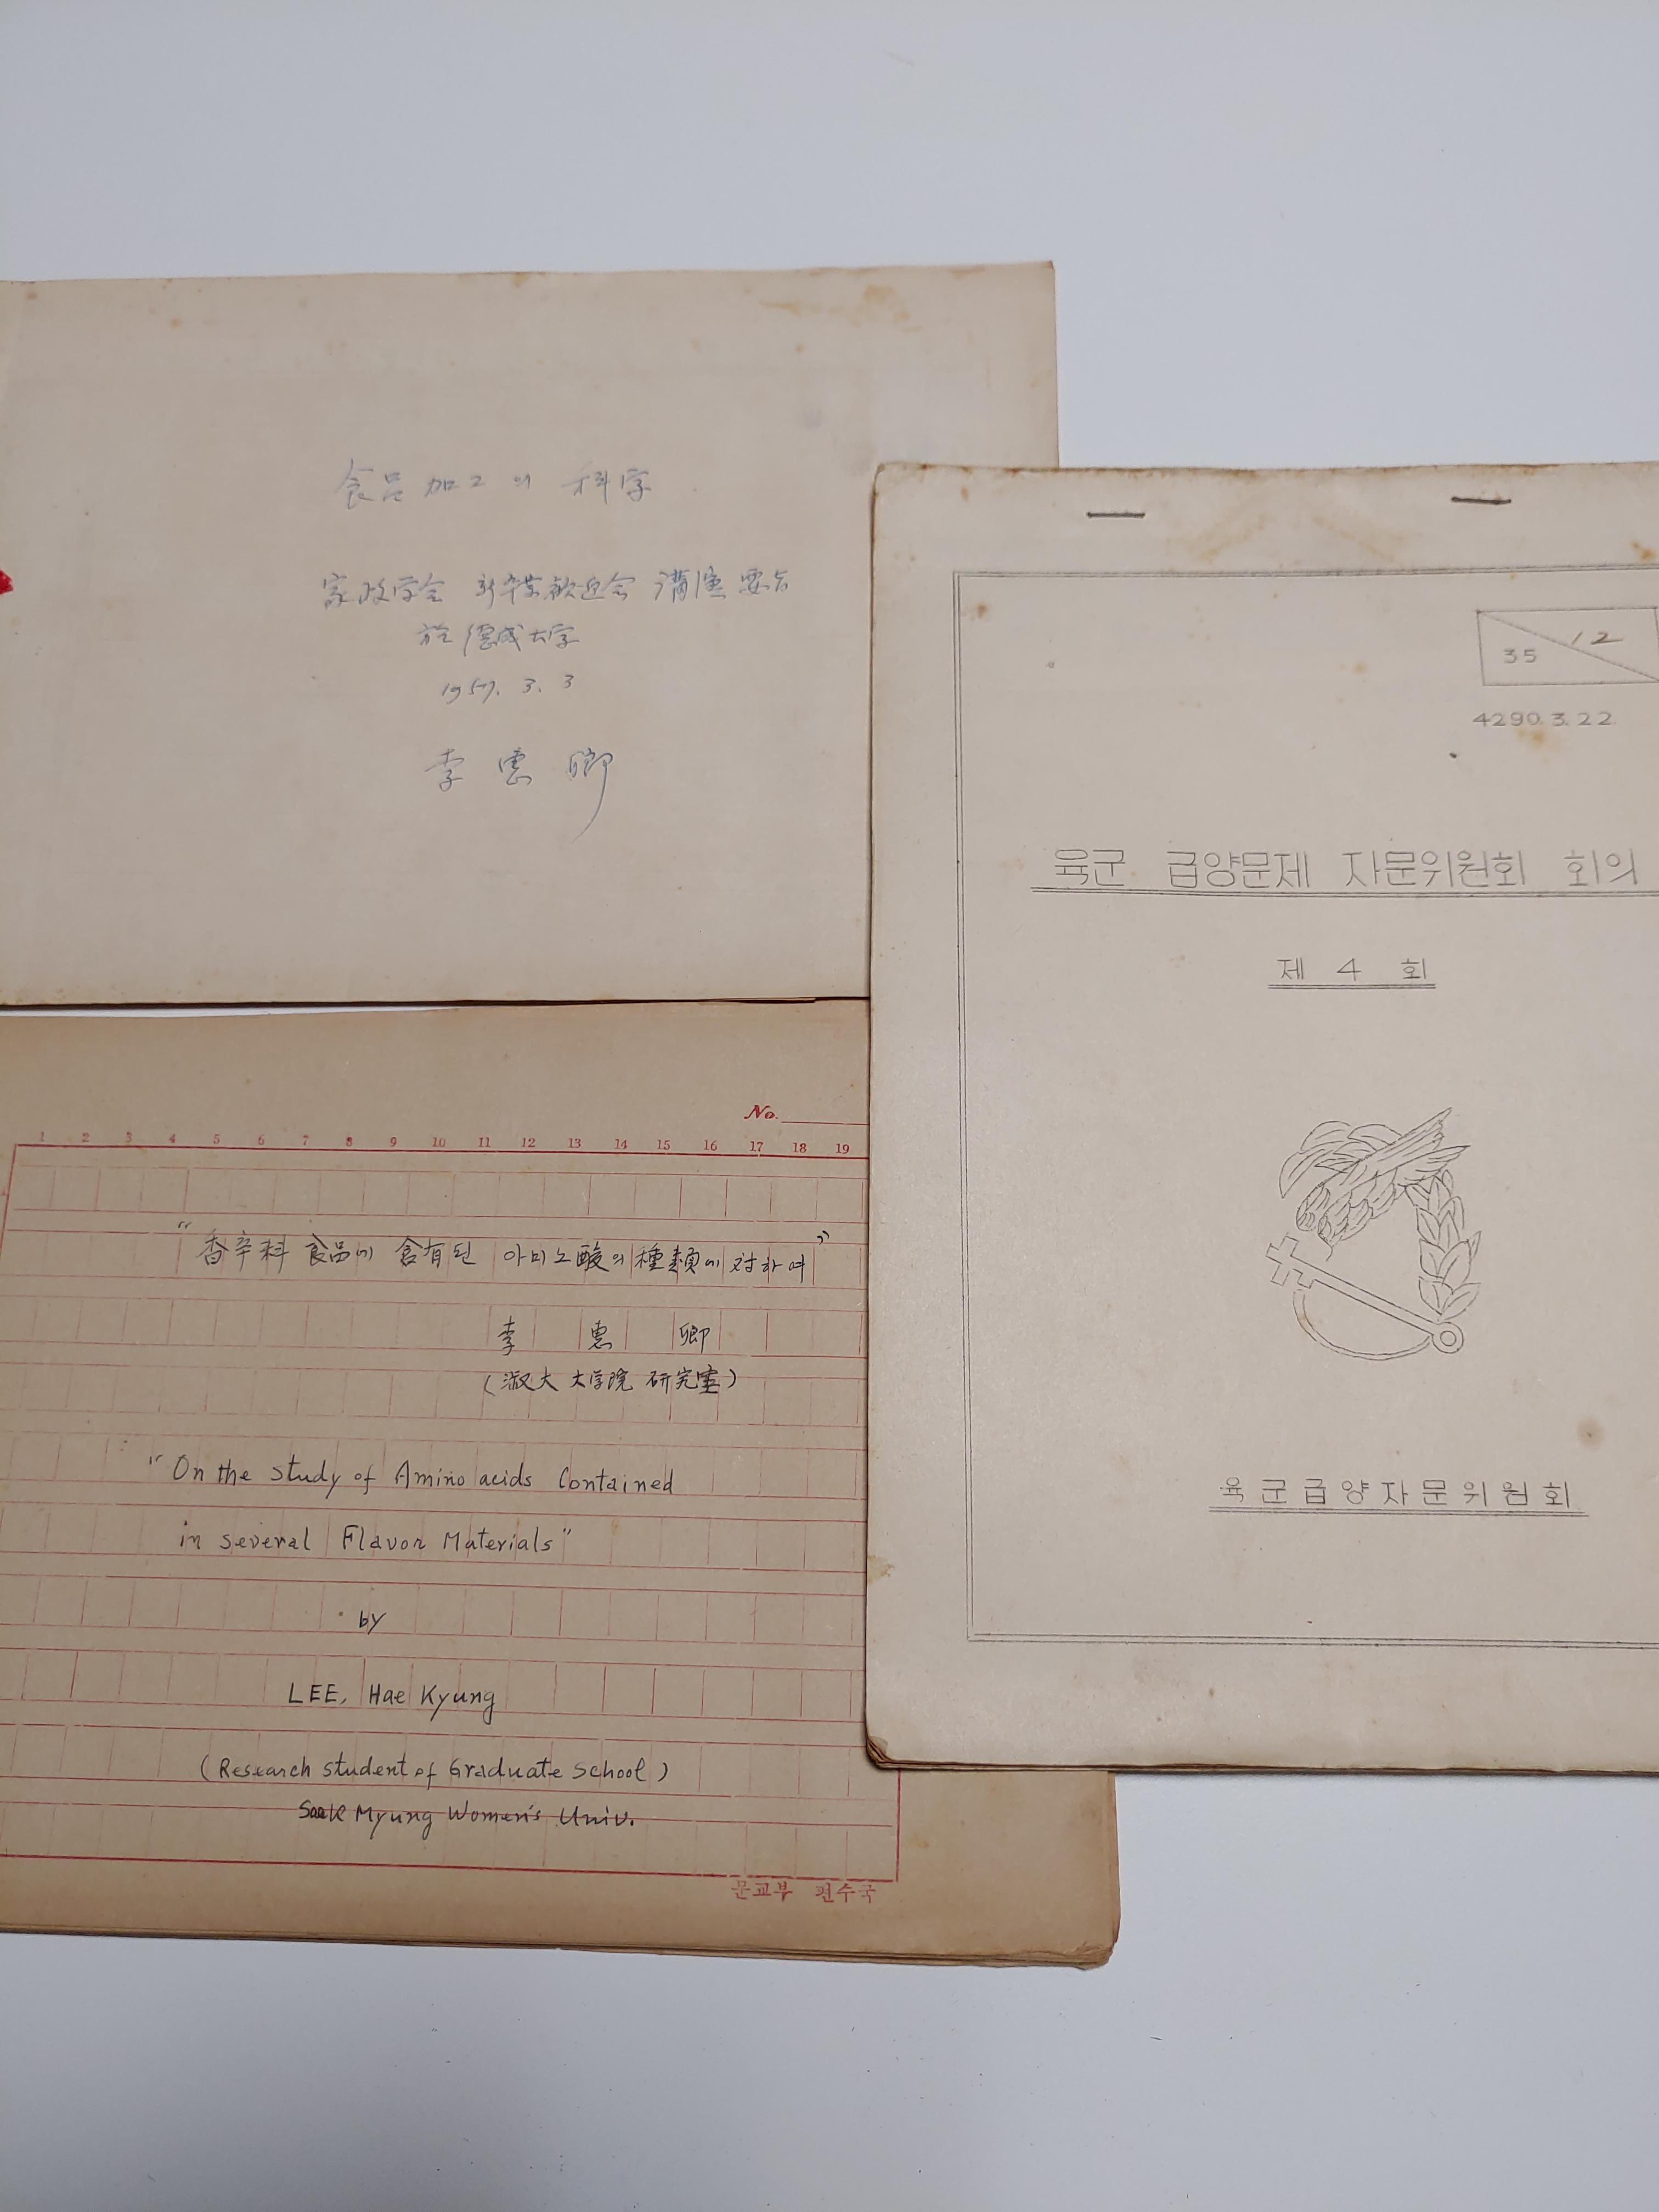 食品加工의 科学
家政学会 新卒業歓迎会 講演要旨
於 德成大学
1957. 3. 3
李惠卿
35 12
4290.3.22.
육군 급양문제 자문위원회 회의
제 4 회
육군급양자문위원회
No.
1 2 3 4 5 6 7 8 9 10 11 12 13 14 15 16 17 18 19
"香辛料 食品에 含有된 아미노酸의 種類에 対하여"
李 惠 卿
(淑大 大学院 研究室)
"On the study of Amino acids Contained
in several Flavor Materials"
by
LEE, Hae Kyung
(Research student of Graduate School)
Sook Myung Women's Univ.
문교부 편수국